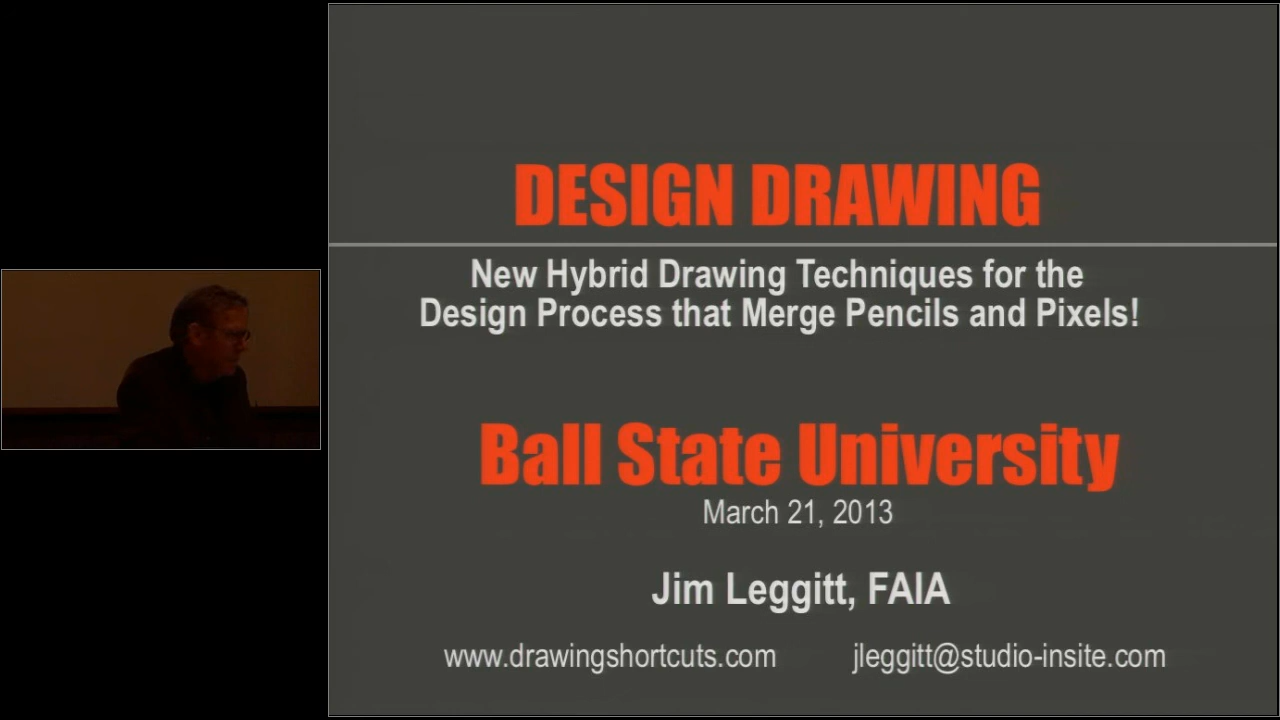 DESIGN DRAWING
New Hybrid Drawing Techniques for the
Design Process that Merge Pencils and Pixels!
Ball State University
March 21, 2013
Jim Leggitt, FAIA
www.drawingshortcuts.com jleggitt@studio-insite.com